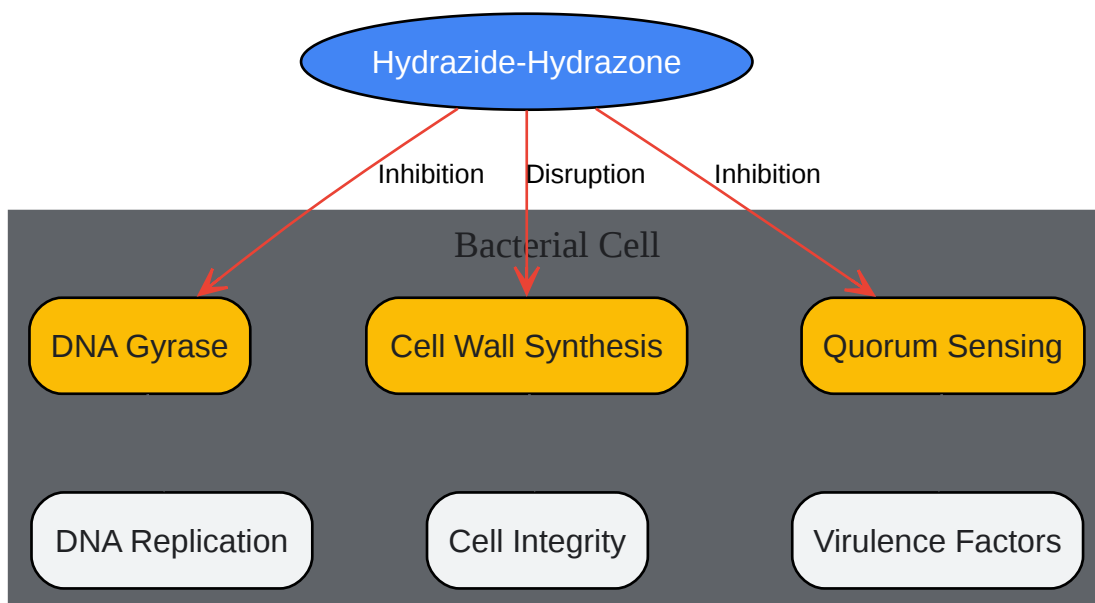 Hydrazide-Hydrazone
Inhibition
Disruption
Inhibition
Bacterial Cell
DNA Gyrase
Cell Wall Synthesis
Quorum Sensing
DNA Replication
Cell Integrity
Virulence Factors